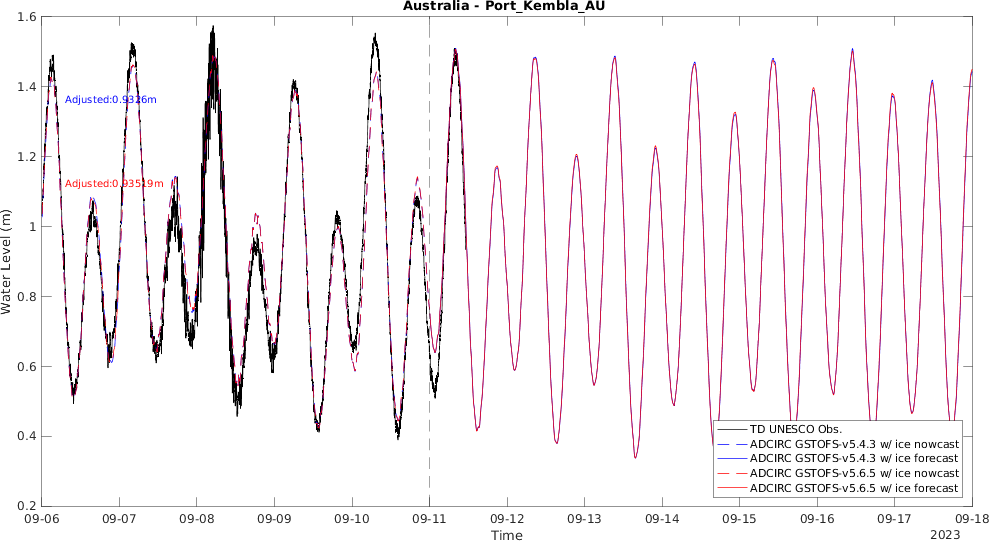 Australia - Port_Kembla_AU
1.6
1.4
1.2
1
0.8
0.6
0.4
0.2
Water Level (m)
Adjusted:0.9326m
Adjusted:0.93519m
TD UNESCO Obs.
ADCIRC GSTOFS-v5.4.3 w/ ice nowcast
ADCIRC GSTOFS-v5.4.3 w/ ice forecast
ADCIRC GSTOFS-v5.6.5 w/ ice nowcast
ADCIRC GSTOFS-v5.6.5 w/ ice forecast
09-06 09-07 09-08 09-09 09-10 09-11 09-12 09-13 09-14 09-15 09-16 09-17 09-18
Time
2023